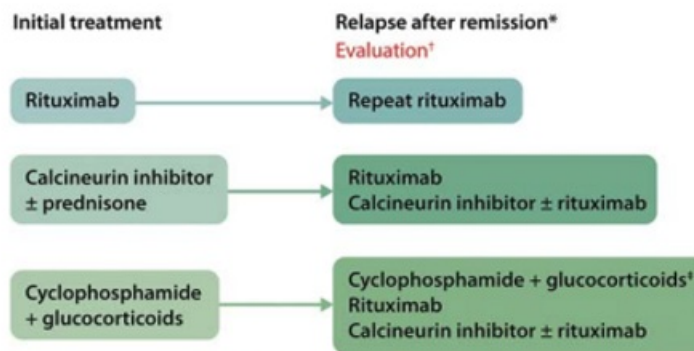 Initial treatment
Relapse after remission*
Evaluation†
Rituximab
Repeat rituximab
Calcineurin inhibitor
± prednisone
Rituximab
Calcineurin inhibitor ± rituximab
Cyclophosphamide
+ glucocorticoids
Cyclophosphamide + glucocorticoids‡
Rituximab
Calcineurin inhibitor ± rituximab